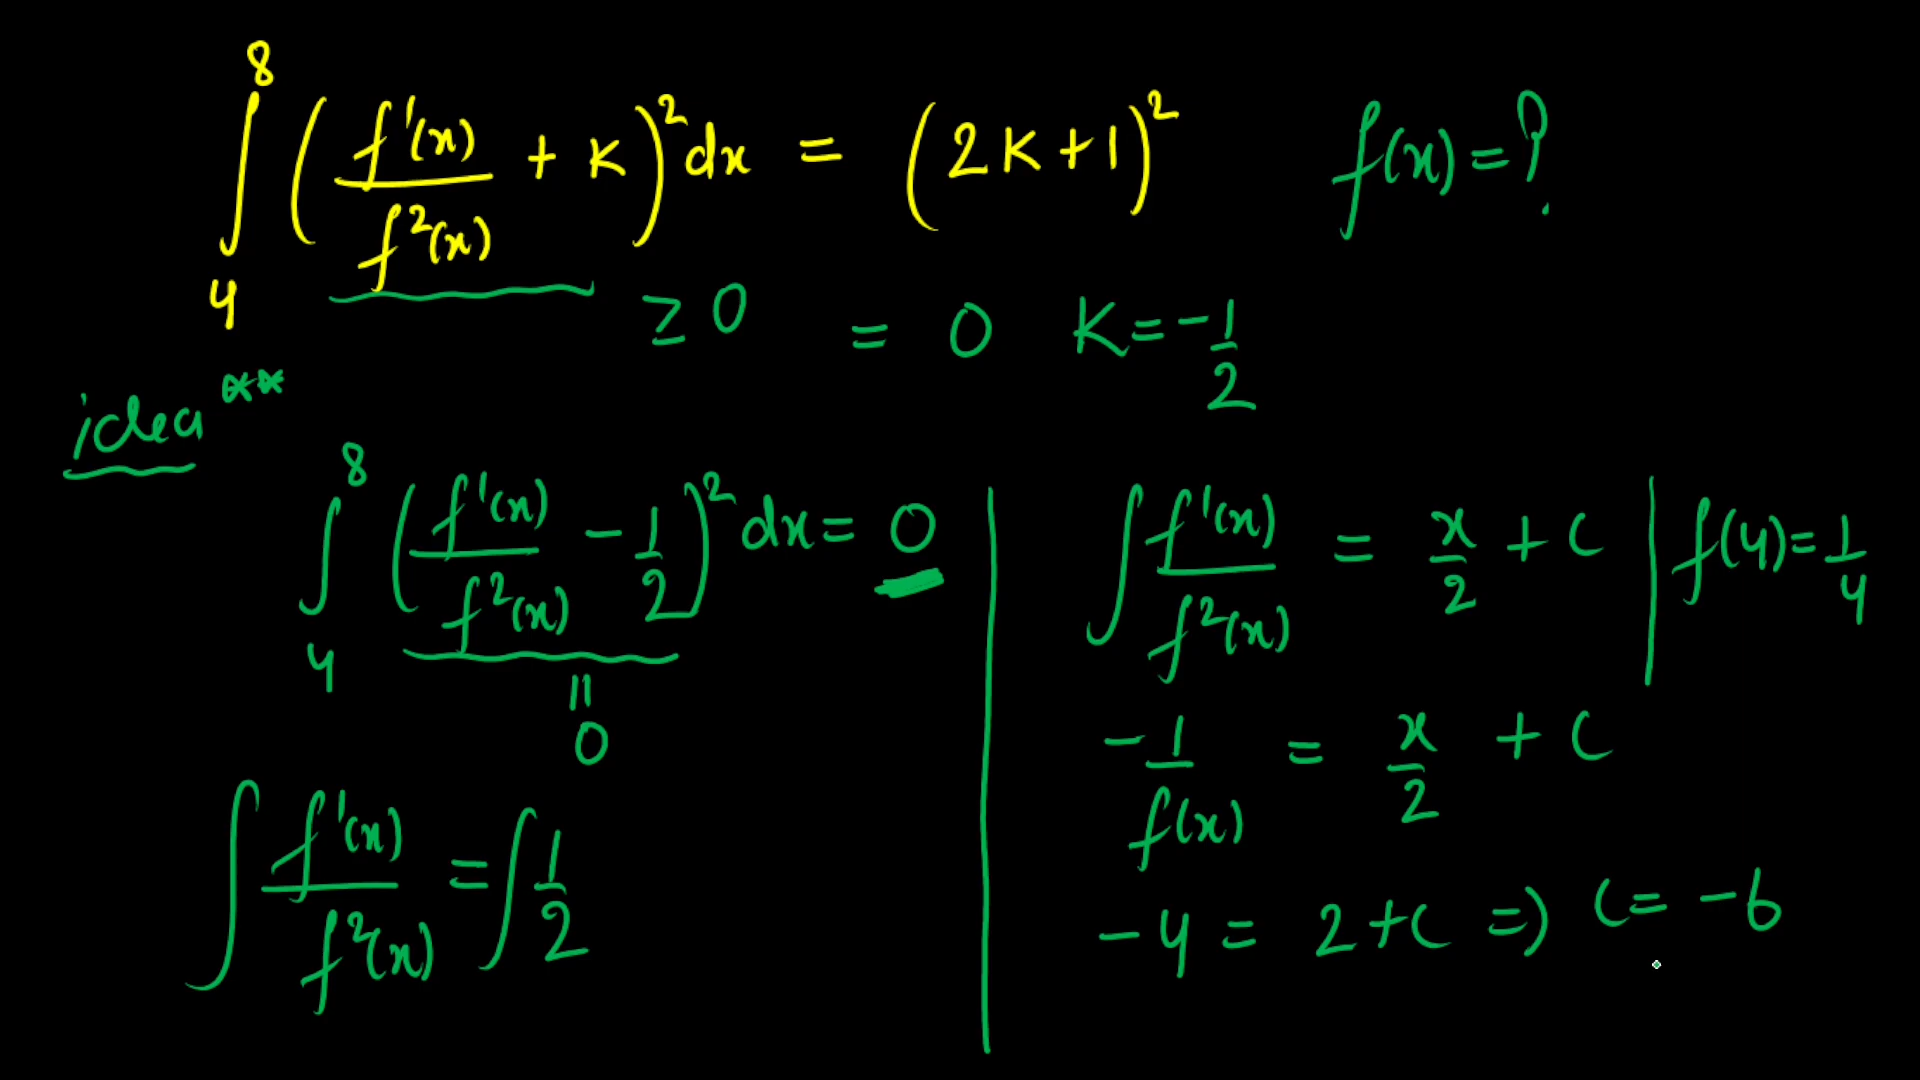 ∫₄⁸ (f'(x)/f²(x) + K)² dx = (2K+1)² f(x) = ?
≥ 0 = 0 K = -1/2
idea **
∫₄⁸ (f'(x)/f²(x) - 1/2)² dx = 0
= 0
∫ f'(x)/f²(x) = ∫ 1/2
∫ f'(x)/f²(x) = x/2 + C | f(4) = 1/4
-1/f(x) = x/2 + C
-4 = 2+C => C = -6